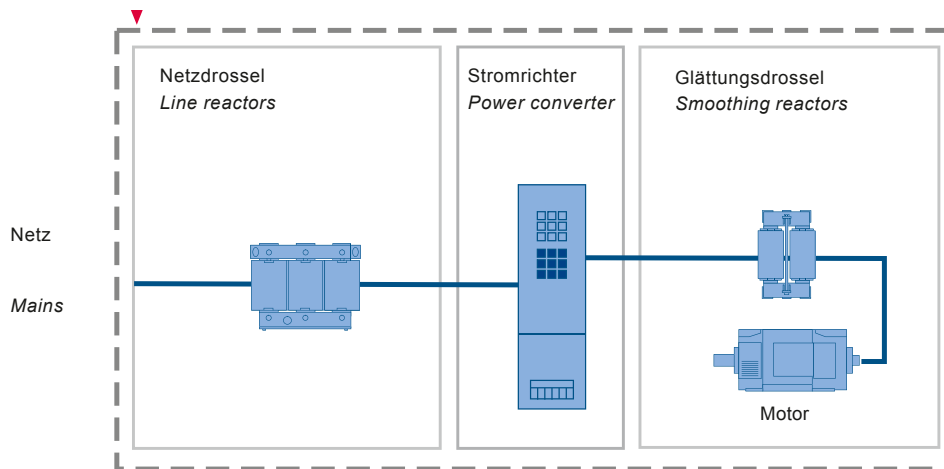 Netzdrossel
Line reactors
Stromrichter
Power converter
Glättungsdrossel
Smoothing reactors
Netz
Mains
Motor